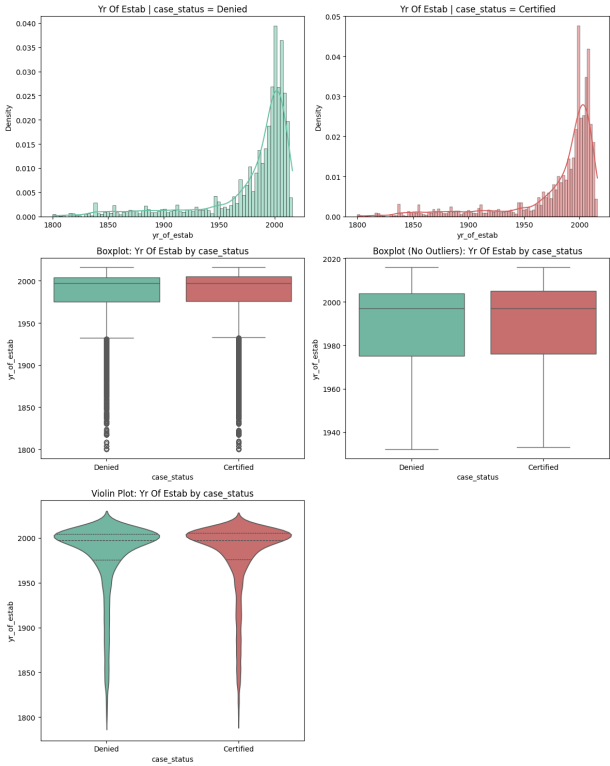 Yr Of Estab | case_status = Denied
Yr Of Estab | case_status = Certified
0.040
0.035
0.030
0.025
0.020
0.015
0.010
0.005
0.000
Density
1800
1850
1900
1950
2000
yr_of_estab
0.05
0.04
0.03
0.02
0.01
0.00
Density
1800
1850
1900
1950
2000
yr_of_estab
Boxplot: Yr Of Estab by case_status
2000
1950
1900
1850
1800
yr_of_estab
Denied
Certified
case_status
Boxplot (No Outliers): Yr Of Estab by case_status
2020
2000
1980
1960
1940
yr_of_estab
Denied
Certified
case_status
Violin Plot: Yr Of Estab by case_status
2000
1950
1900
1850
1800
yr_of_estab
Denied
Certified
case_status